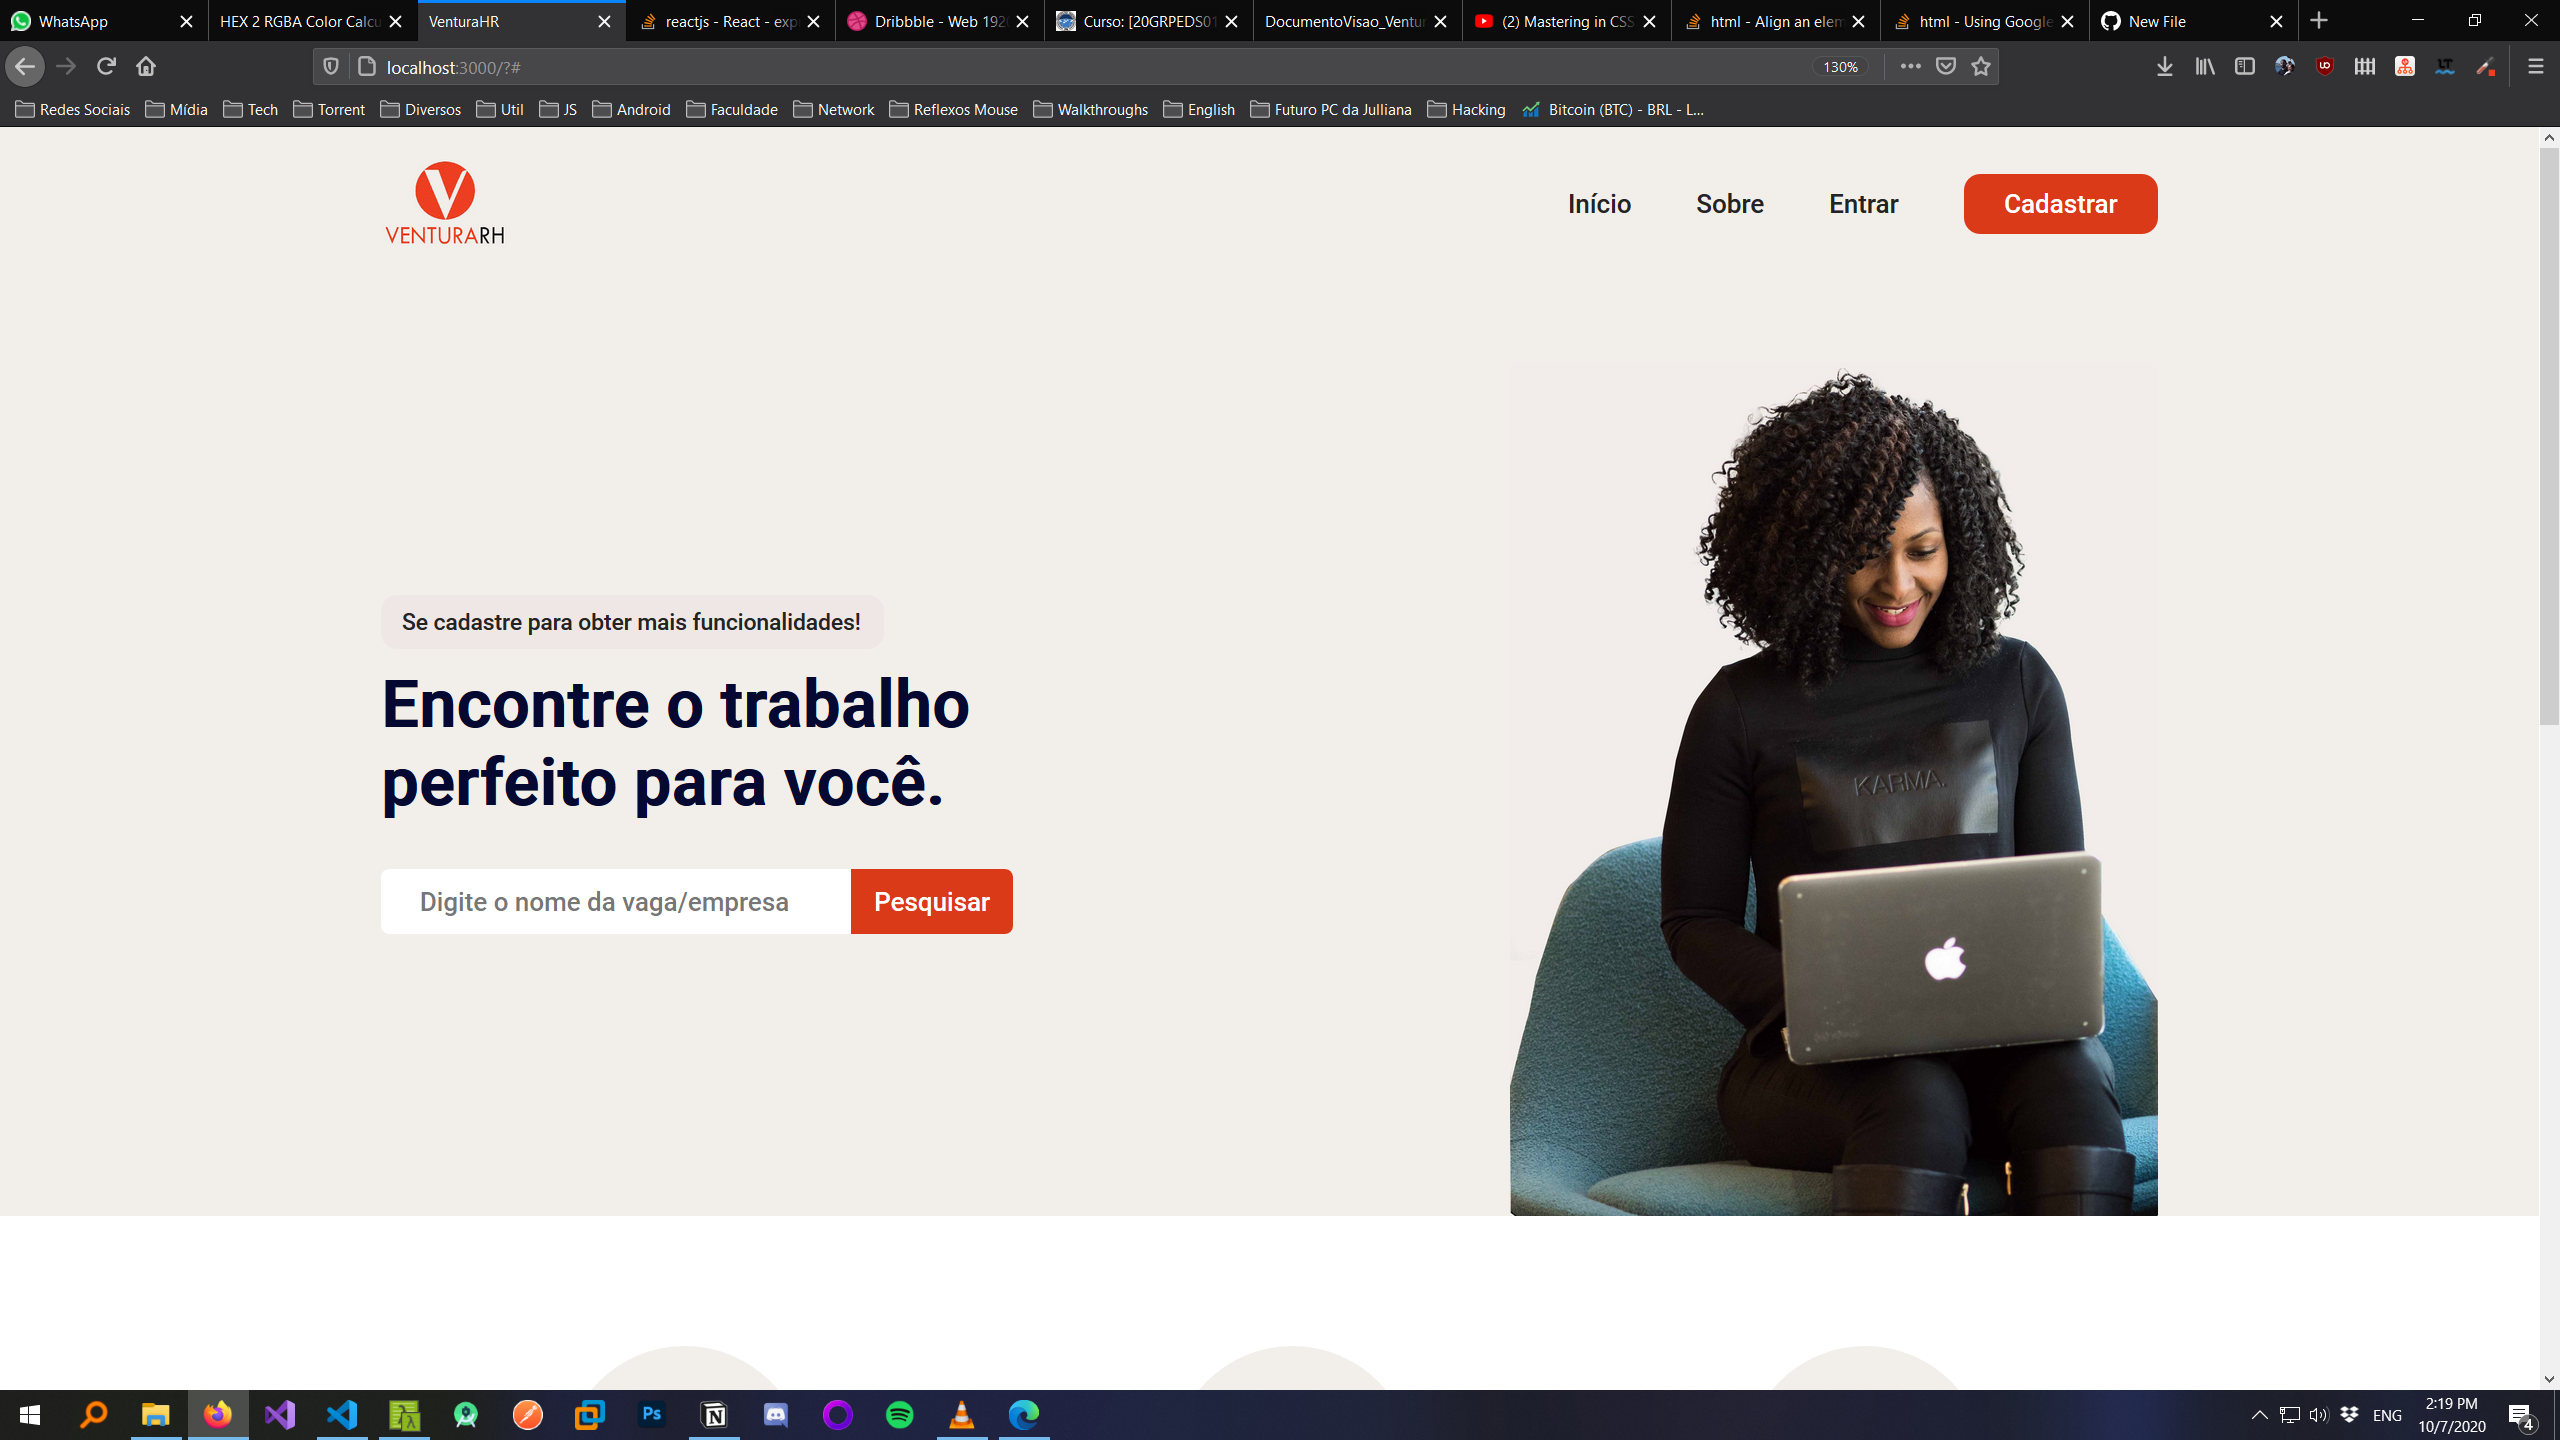 WhatsApp
HEX 2 RGBA Color Calcu
VenturaHR
reactjs - React - exp
Dribbble - Web 192
Curso: [20GRPEDS01
DocumentoVisao_Ventur
(2) Mastering in CSS
html - Align an elem
html - Using Google
New File
localhost:3000/?#
130%
Redes Sociais
Mídia
Tech
Torrent
Diversos
Util
JS
Android
Faculdade
Network
Reflexos Mouse
Walkthroughs
English
Futuro PC da Julliana
Hacking
Bitcoin (BTC) - BRL - L...
V
VENTURARH
Início
Sobre
Entrar
Cadastrar
Se cadastre para obter mais funcionalidades!
Encontre o trabalho
perfeito para você.
Digite o nome da vaga/empresa
Pesquisar
KARMA.
Ps
ENG
2:19 PM
10/7/2020
4